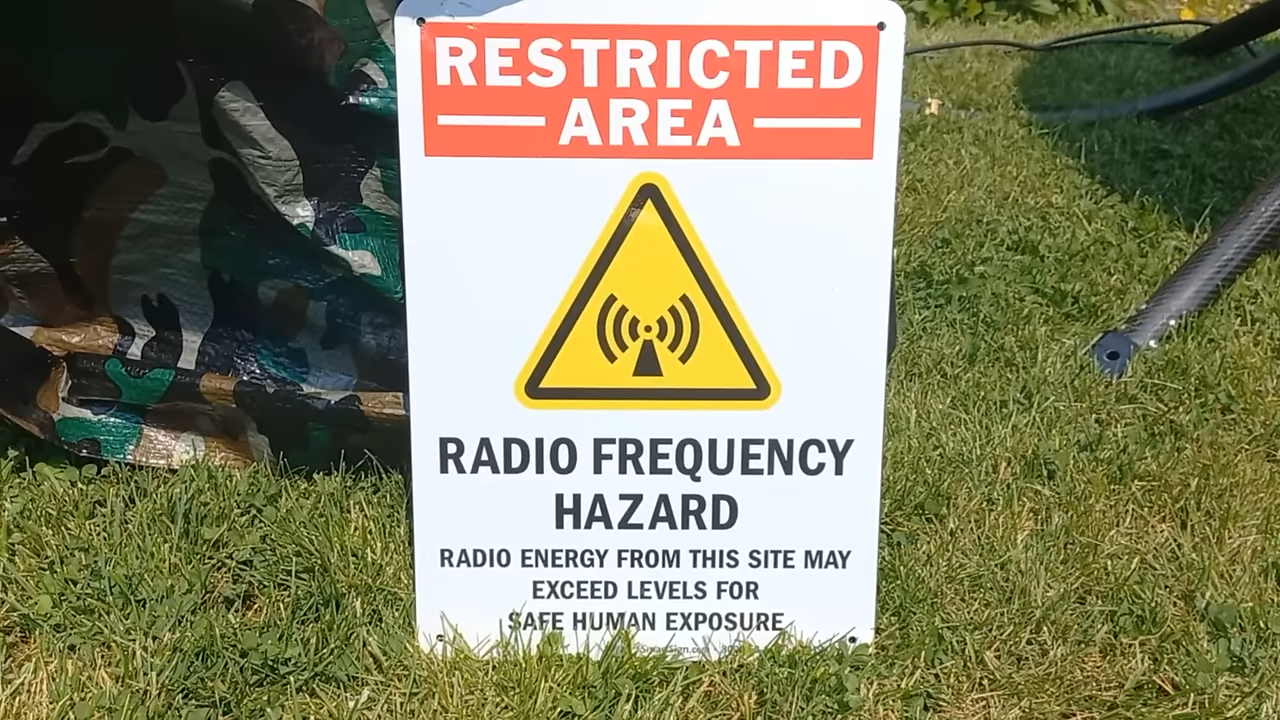 RESTRICTED
AREA
RADIO FREQUENCY
HAZARD
RADIO ENERGY FROM THIS SITE MAY
EXCEED LEVELS FOR
SAFE HUMAN EXPOSURE